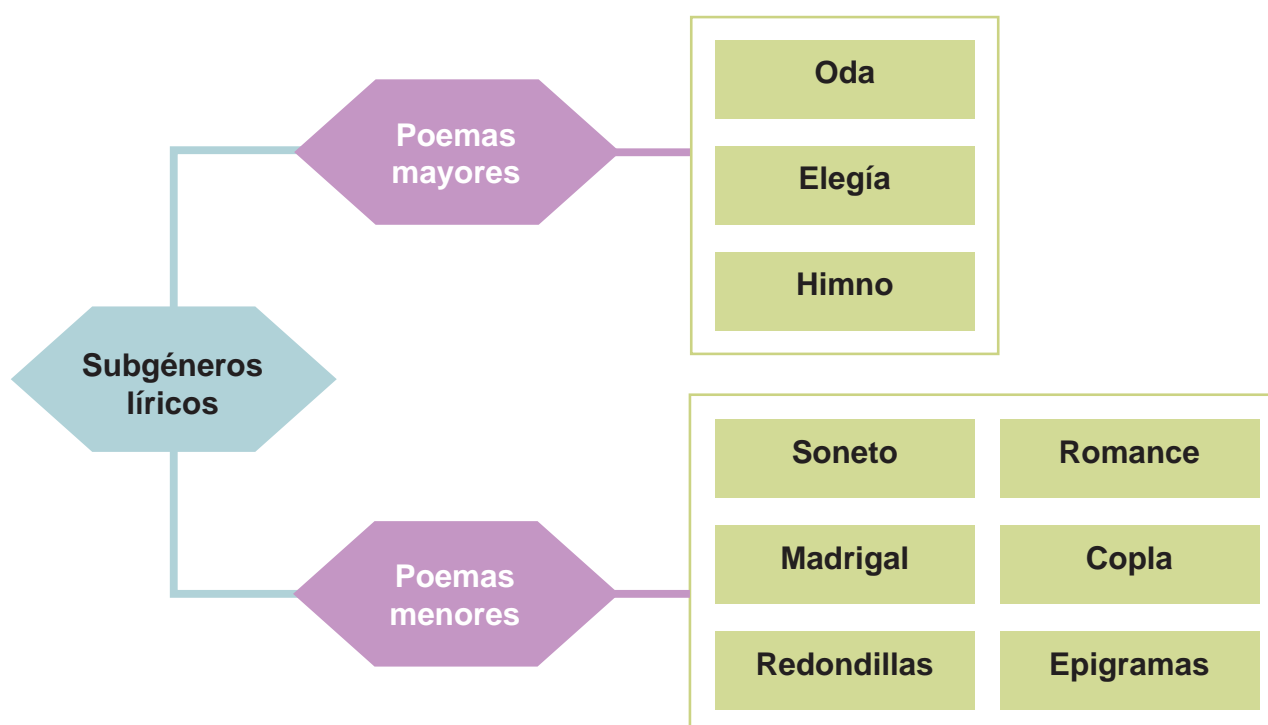 Subgéneros
líricos
Poemas
mayores
Oda
Elegía
Himno
Poemas
menores
Soneto
Romance
Madrigal
Copla
Redondillas
Epigramas